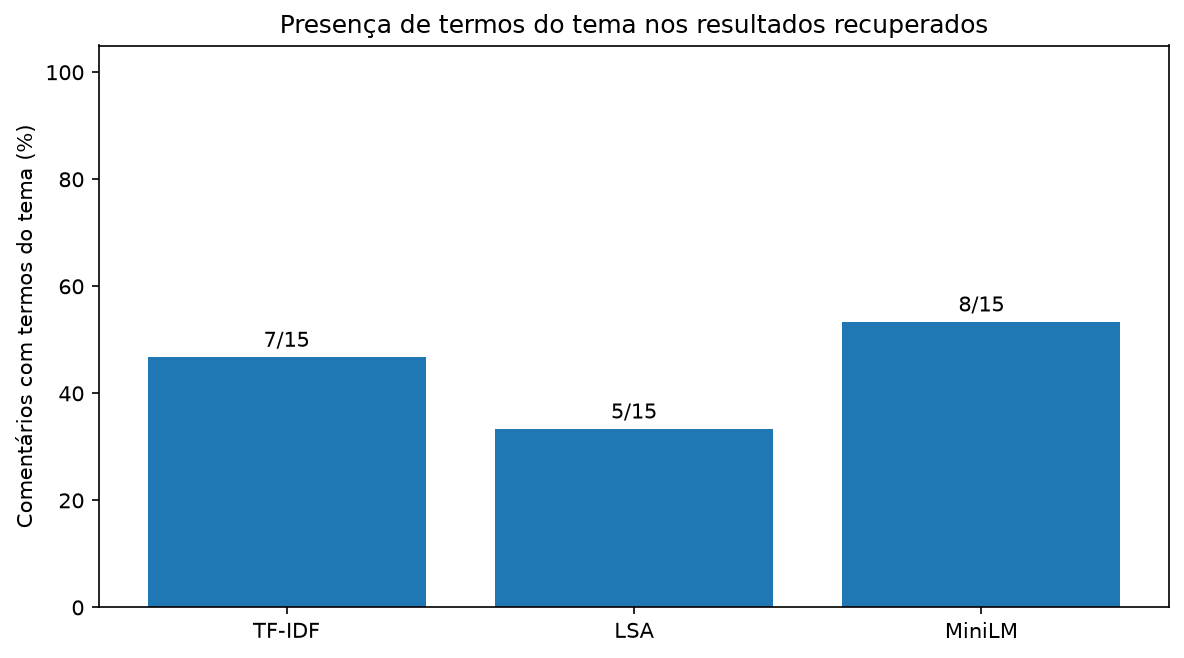 Presença de termos do tema nos resultados recuperados
Comentários com termos do tema (%)
100
80
60
40
20
0
7/15
5/15
8/15
TF-IDF
LSA
MiniLM